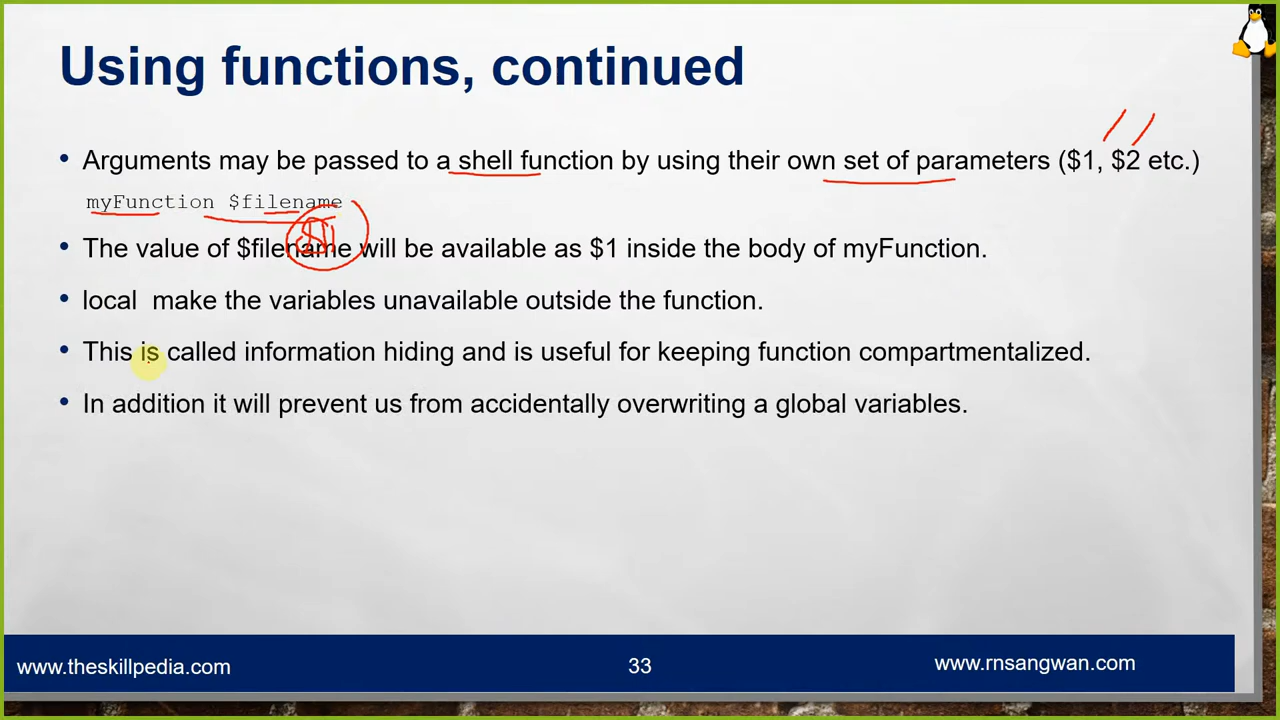 Using functions, continued
• Arguments may be passed to a shell function by using their own set of parameters ($1, $2 etc.)
myFunction $filename
$1
• The value of $filename will be available as $1 inside the body of myFunction.
• local make the variables unavailable outside the function.
• This is called information hiding and is useful for keeping function compartmentalized.
• In addition it will prevent us from accidentally overwriting a global variables.
www.theskillpedia.com
33
www.rnsangwan.com